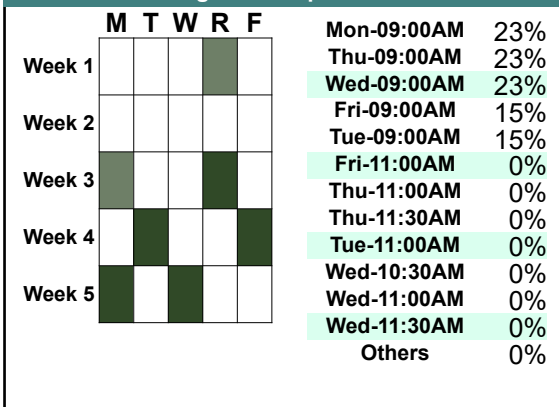 M T W R F
Week 1
Week 2
Week 3
Week 4
Week 5
Mon-09:00AM 23%
Thu-09:00AM 23%
Wed-09:00AM 23%
Fri-09:00AM 15%
Tue-09:00AM 15%
Fri-11:00AM 0%
Thu-11:00AM 0%
Thu-11:30AM 0%
Tue-11:00AM 0%
Wed-10:30AM 0%
Wed-11:00AM 0%
Wed-11:30AM 0%
Others 0%